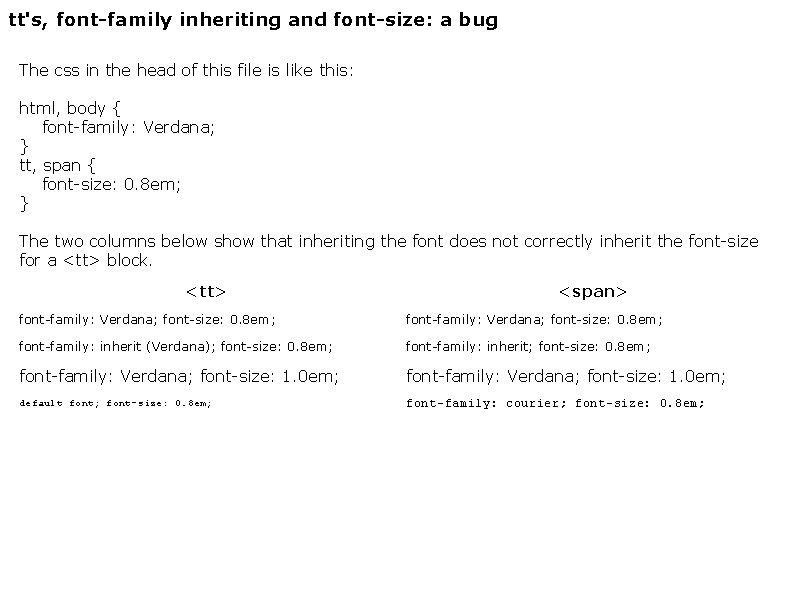 tt's, font-family inheriting and font-size: a bug
The css in the head of this file is like this:
html, body {
font-family: Verdana;
}
tt, span {
font-size: 0.8em;
}
The two columns below show that inheriting the font does not correctly inherit the font-size
for a <tt> block.
<tt> <span>
font-family: Verdana; font-size: 0.8em; font-family: Verdana; font-size: 0.8em;
font-family: inherit (Verdana); font-size: 0.8em; font-family: inherit; font-size: 0.8em;
font-family: Verdana; font-size: 1.0em; font-family: Verdana; font-size: 1.0em;
default font; font-size: 0.8em; font-family: courier; font-size: 0.8em;